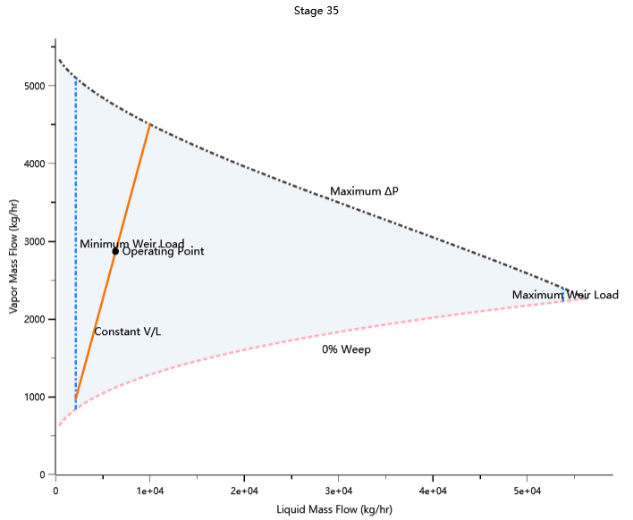 Stage 35
5000
4000
3000
2000
1000
0
Vapor Mass Flow (kg/hr)
Maximum ΔP
Minimum Weir Load
Operating Point
Maximum Weir Load
Constant V/L
0% Weep
0
1e+04
2e+04
3e+04
4e+04
5e+04
Liquid Mass Flow (kg/hr)